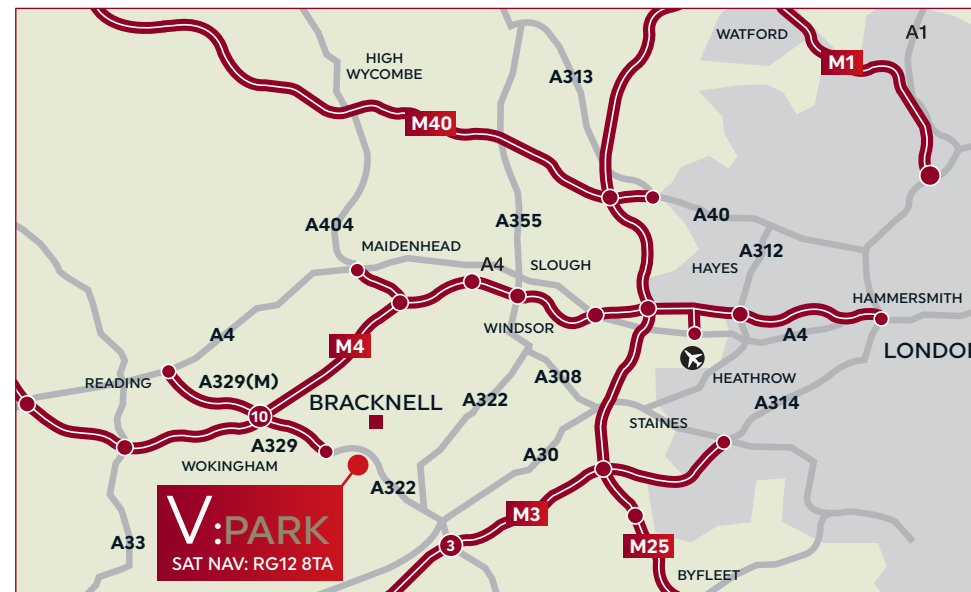 A1
WATFORD
HIGH
WYCOMBE
M1
A313
M40
A40
A404
A355
MAIDENHEAD
A312
A4
SLOUGH
HAYES
HAMMERSMITH
WINDSOR
A4
A4
M4
LONDON
A308
HEATHROW
READING
A329(M)
A322
A314
BRACKNELL
10
STAINES
A329
A30
WOKINGHAM
A322
V:PARK
SAT NAV: RG12 8TA
M3
A33
3
M25
BYFLEET